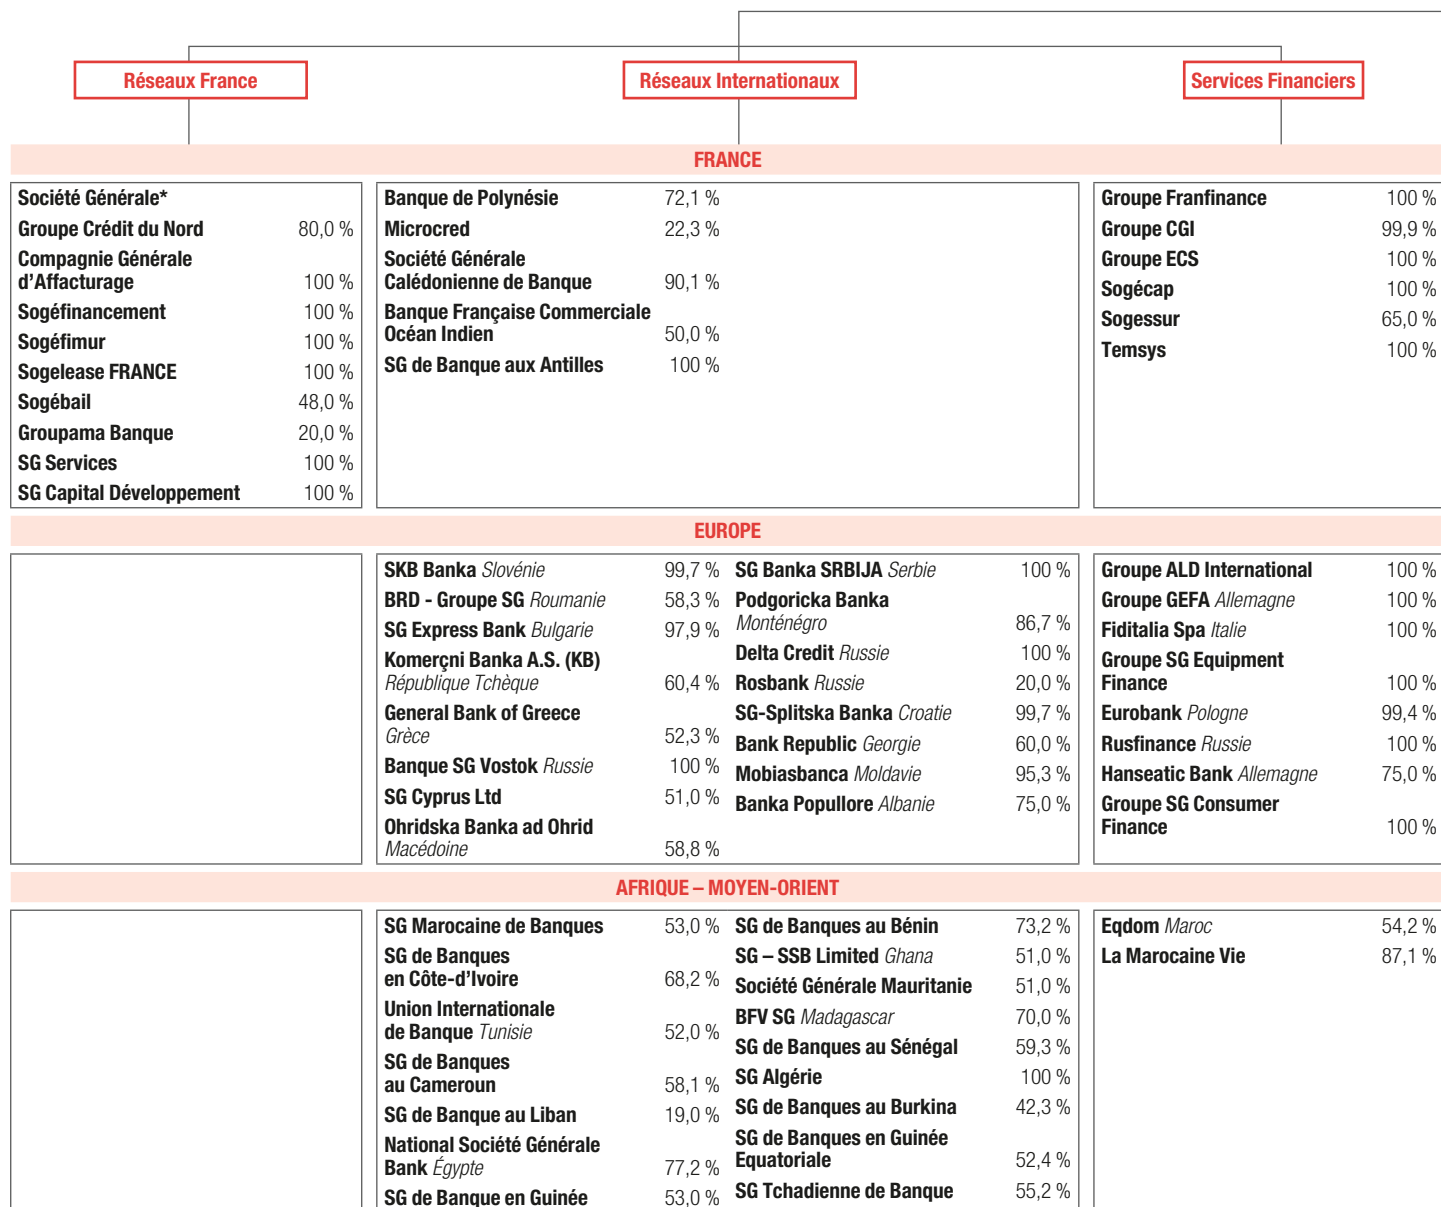 Réseaux France
Réseaux Internationaux
Services Financiers
FRANCE
Société Générale*
Groupe Crédit du Nord 80,0 %
Compagnie Générale
d’Affacturage 100 %
Sogéfinancement 100 %
Sogéfimur 100 %
Sogelease FRANCE 100 %
Sogébail 48,0 %
Groupama Banque 20,0 %
SG Services 100 %
SG Capital Développement 100 %
Banque de Polynésie 72,1 %
Microcred 22,3 %
Société Générale
Calédonienne de Banque 90,1 %
Banque Française Commerciale
Océan Indien 50,0 %
SG de Banque aux Antilles 100 %
Groupe Franfinance 100 %
Groupe CGI 99,9 %
Groupe ECS 100 %
Sogécap 100 %
Sogessur 65,0 %
Temsys 100 %
EUROPE
SKB Banka Slovénie 99,7 %
BRD - Groupe SG Roumanie 58,3 %
SG Express Bank Bulgarie 97,9 %
Komerçni Banka A.S. (KB)
République Tchèque 60,4 %
General Bank of Greece
Grèce 52,3 %
Banque SG Vostok Russie 100 %
SG Cyprus Ltd 51,0 %
Ohridska Banka ad Ohrid
Macédoine 58,8 %
SG Banka SRBIJA Serbie 100 %
Podgoricka Banka
Monténégro 86,7 %
Delta Credit Russie 100 %
Rosbank Russie 20,0 %
SG-Splitska Banka Croatie 99,7 %
Bank Republic Georgie 60,0 %
Mobiasbanca Moldavie 95,3 %
Banka Popullore Albanie 75,0 %
Groupe ALD International 100 %
Groupe GEFA Allemagne 100 %
Fiditalia Spa Italie 100 %
Groupe SG Equipment
Finance 100 %
Eurobank Pologne 99,4 %
Rusfinance Russie 100 %
Hanseatic Bank Allemagne 75,0 %
Groupe SG Consumer
Finance 100 %
AFRIQUE – MOYEN-ORIENT
SG Marocaine de Banques 53,0 %
SG de Banques
en Côte-d’Ivoire 68,2 %
Union Internationale
de Banque Tunisie 52,0 %
SG de Banques
au Cameroun 58,1 %
SG de Banque au Liban 19,0 %
National Société Générale
Bank Égypte 77,2 %
SG de Banque en Guinée 53,0 %
SG de Banques au Bénin 73,2 %
SG – SSB Limited Ghana 51,0 %
Société Générale Mauritanie 51,0 %
BFV SG Madagascar 70,0 %
SG de Banques au Sénégal 59,3 %
SG Algérie 100 %
SG de Banques au Burkina 42,3 %
SG de Banques en Guinée
Equatoriale 52,4 %
SG Tchadienne de Banque 55,2 %
Eqdom Maroc 54,2 %
La Marocaine Vie 87,1 %